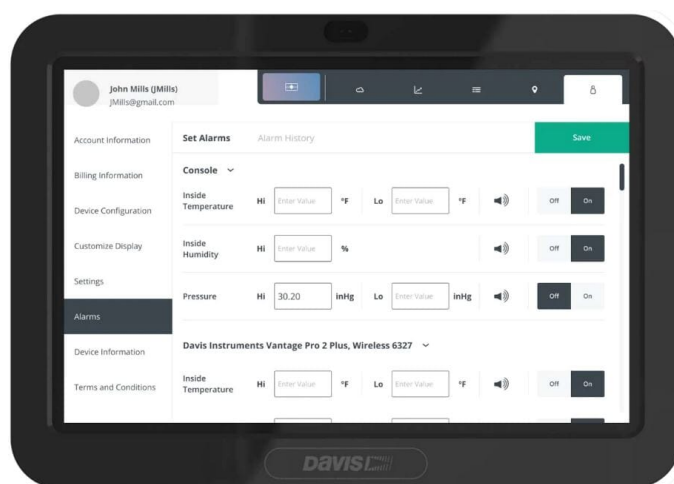 John Mills (JMills)
JMills@gmail.com
Account Information
Billing Information
Device Configuration
Customize Display
Settings
Alarms
Device Information
Terms and Conditions
Set Alarms Alarm History Save
Console
Inside
Temperature
Hi Enter Value °F Lo Enter Value °F Off On
Inside
Humidity
Hi Enter Value % Off On
Pressure Hi 30.20 inHg Lo Enter Value inHg Off On
Davis Instruments Vantage Pro 2 Plus, Wireless 6327
Inside
Temperature
Hi Enter Value °F Lo Enter Value °F Off On
DAVIS